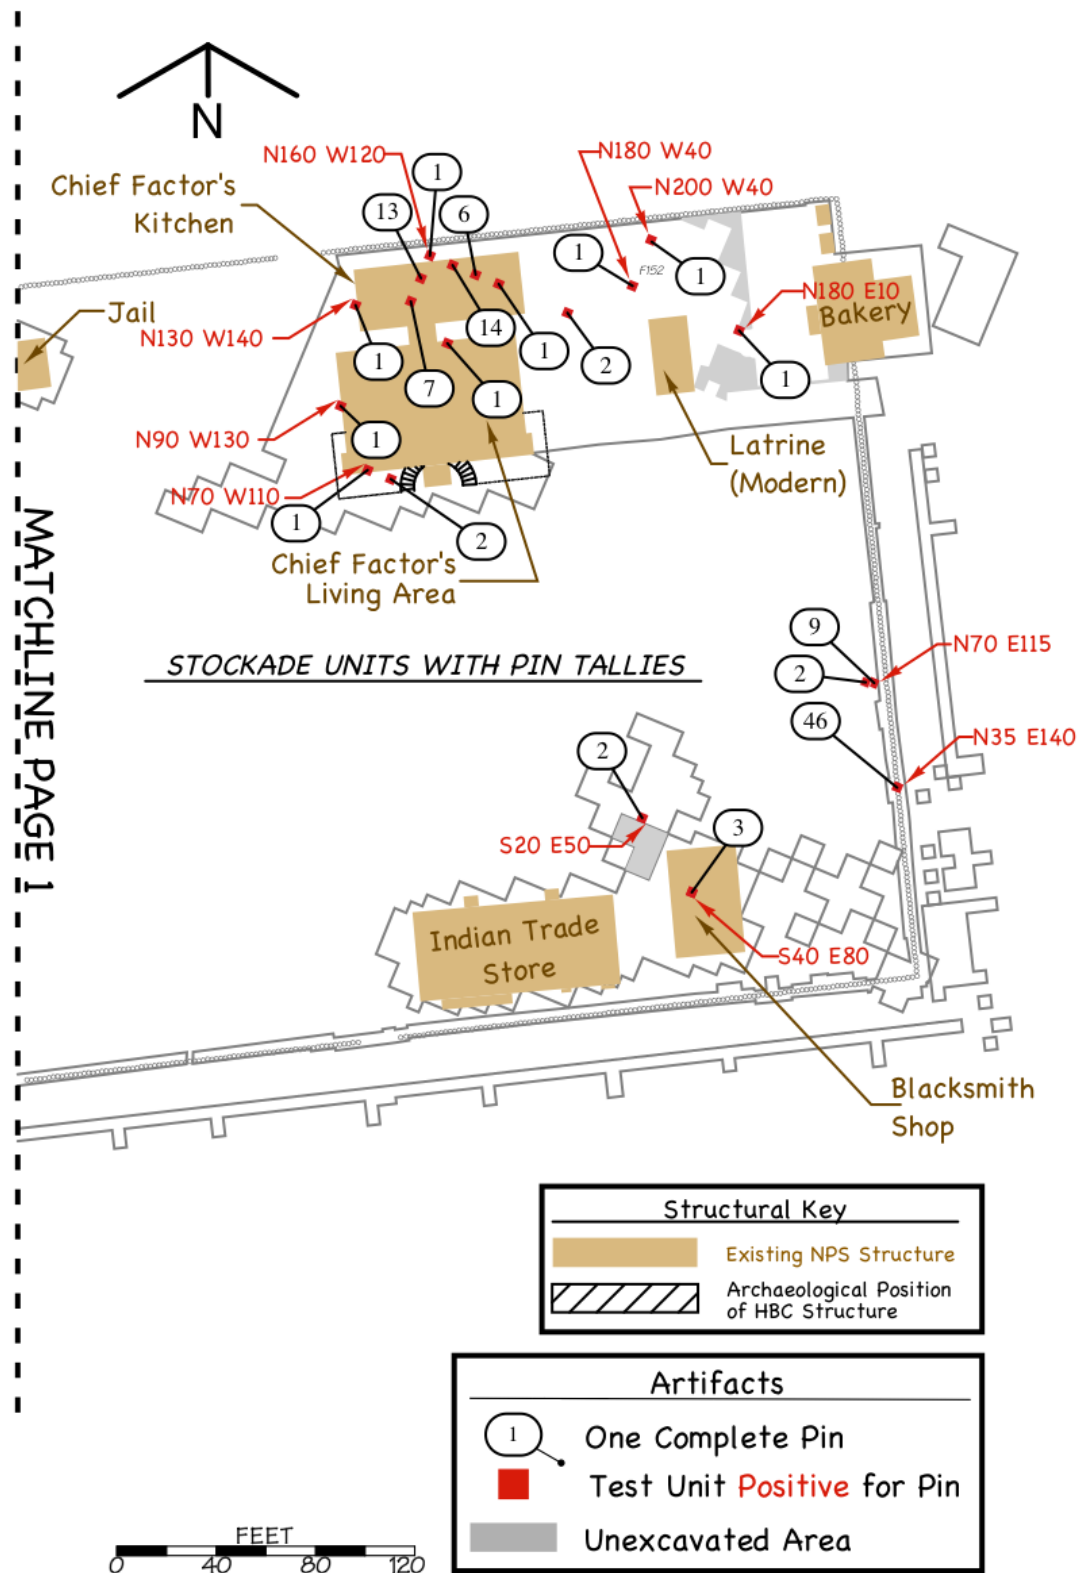 N
N160 W120
1
N180 W40
N200 W40
Chief Factor's
Kitchen
13
6
1
F152
1
Jail
N130 W140
14
N180 E10
Bakery
1
7
1
2
1
1
N90 W130
1
Latrine
(Modern)
N70 W110
1
2
Chief Factor's
Living Area
MATCHLINE PAGE 1
STOCKADE UNITS WITH PIN TALLIES
9
N70 E115
2
46
N35 E140
2
S20 E50
3
Indian Trade
Store
S40 E80
Blacksmith
Shop
Structural Key
Existing NPS Structure
Archaeological Position
of HBC Structure
Artifacts
1
One Complete Pin
Test Unit Positive for Pin
Unexcavated Area
FEET
0 40 80 120